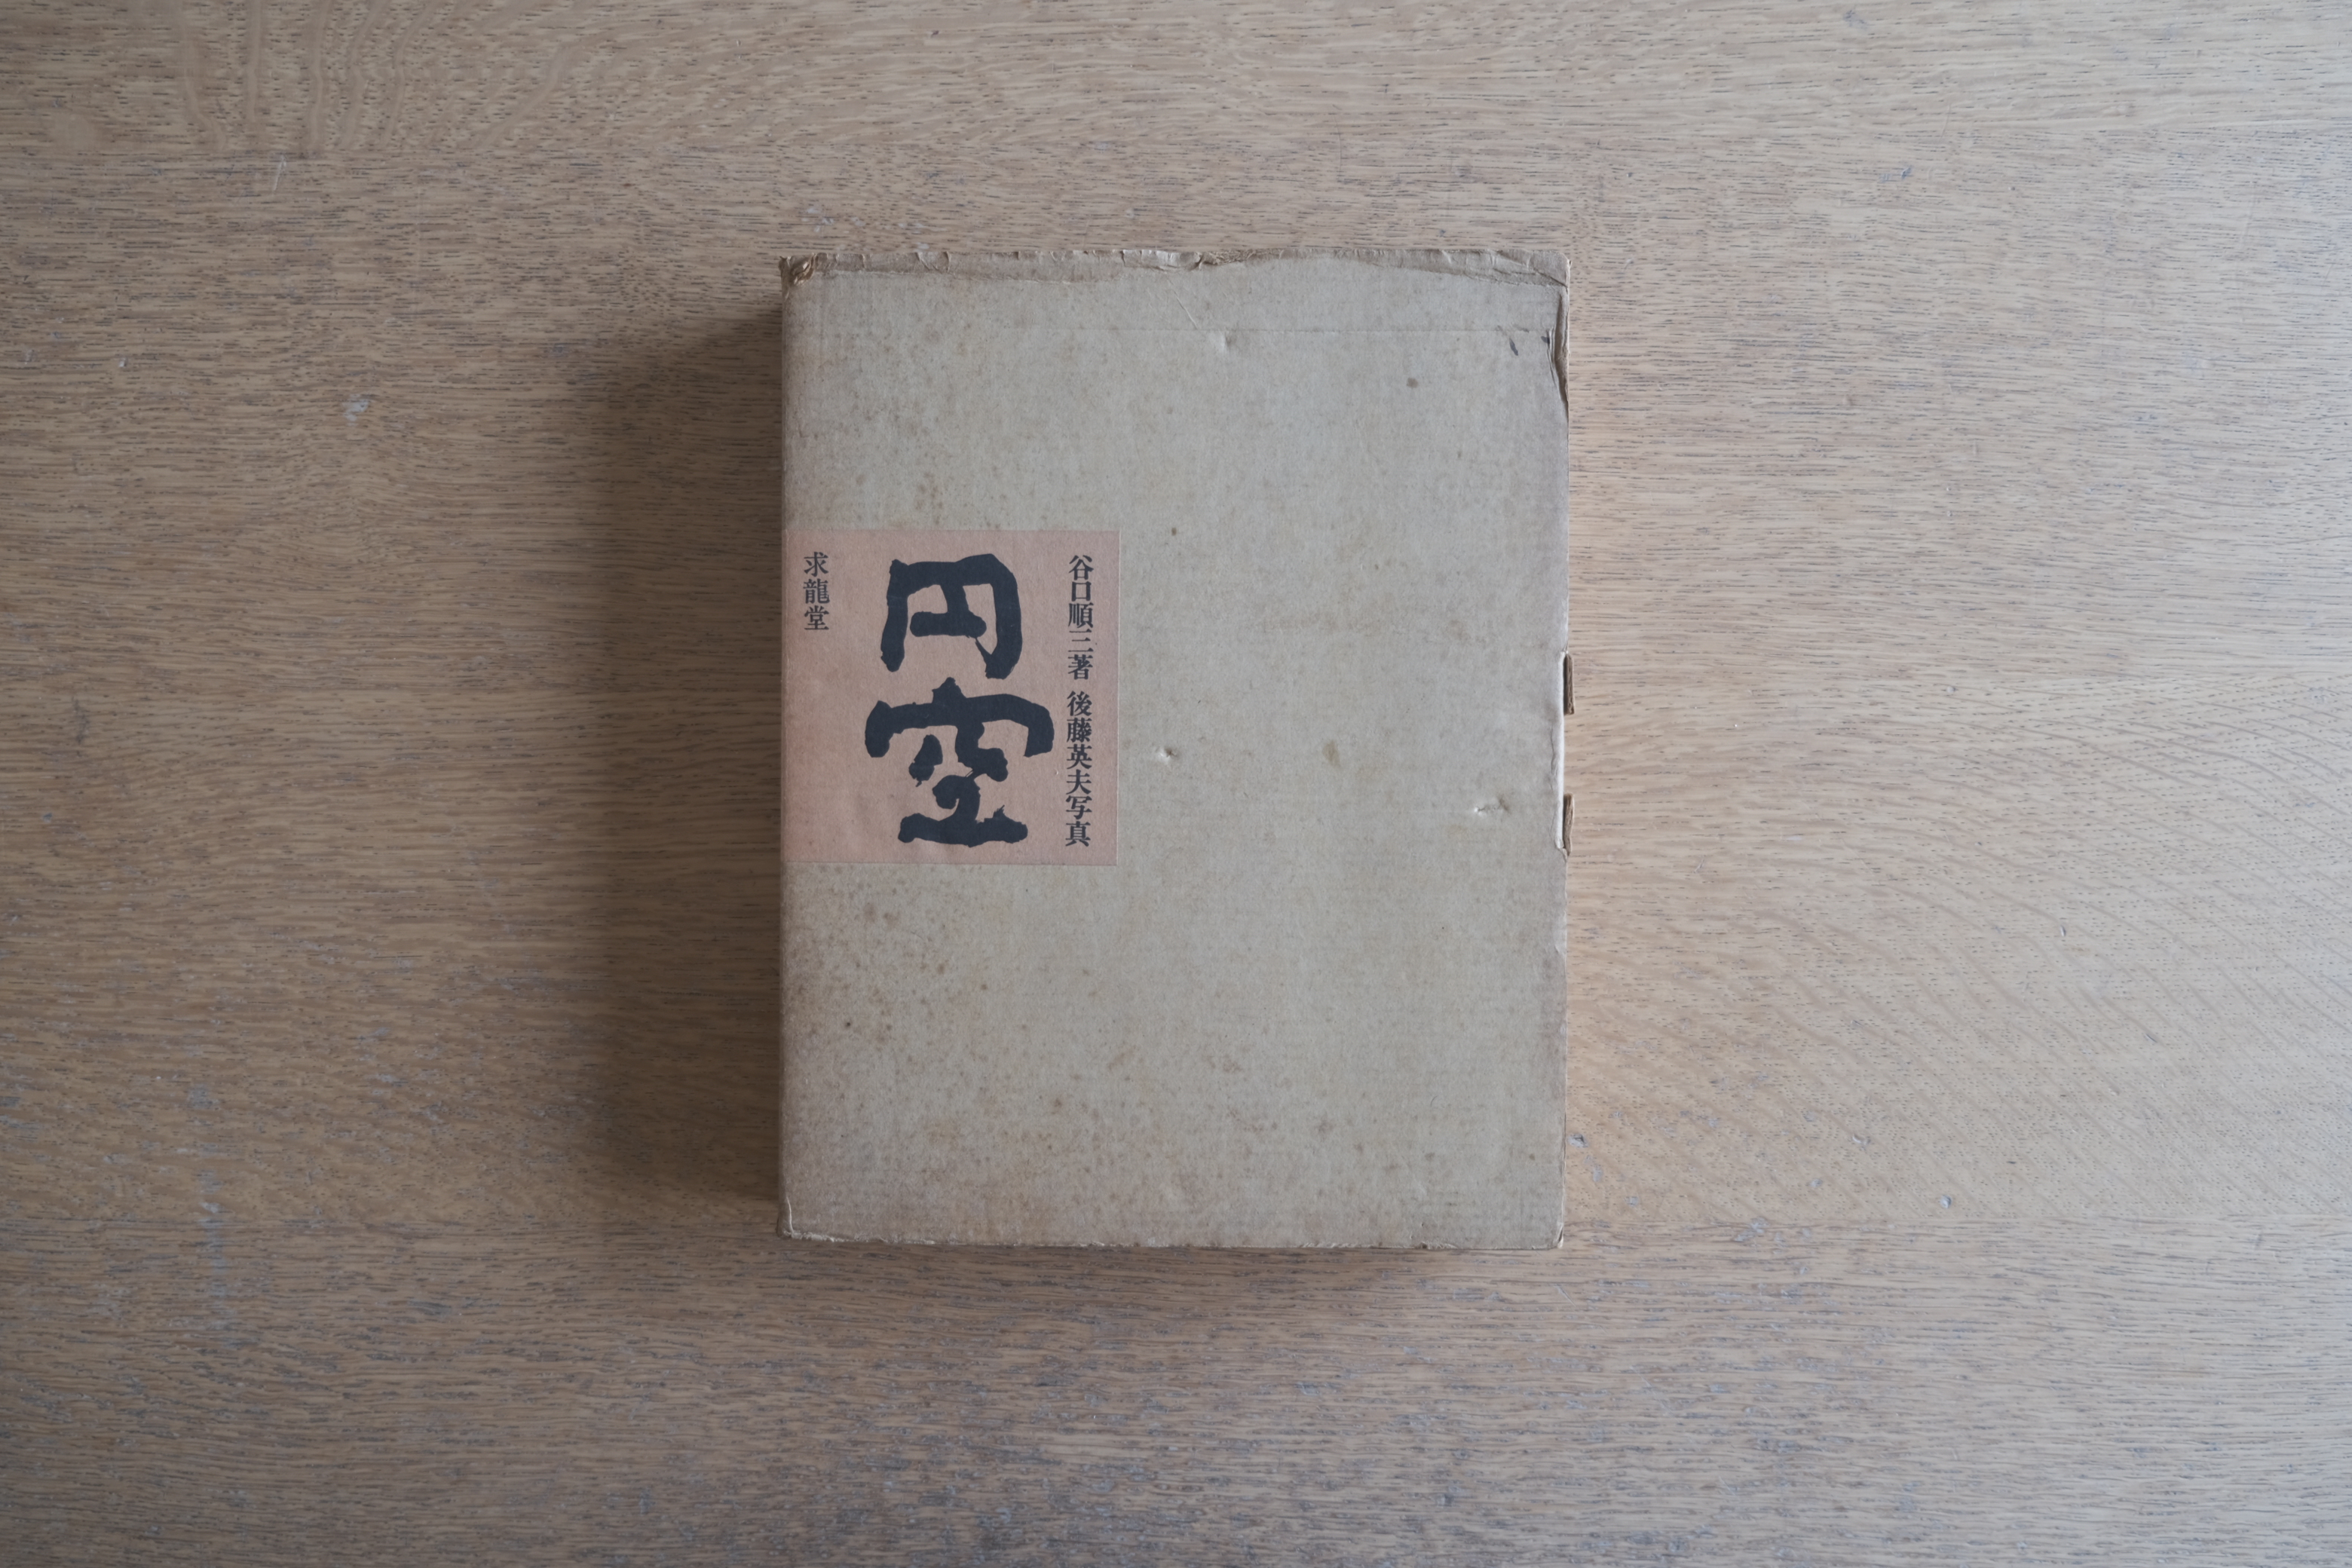 谷口順三著 後藤英夫写真
円空
求龍堂